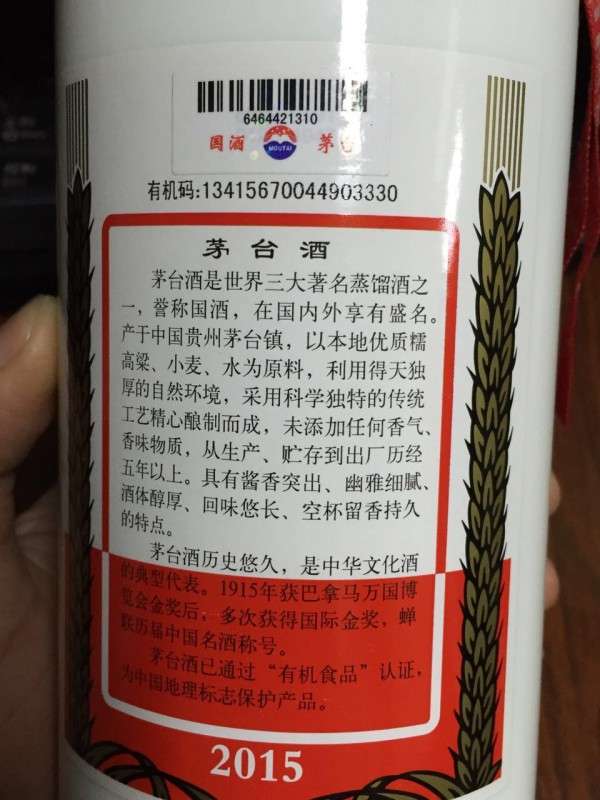 6464421310
国酒 MOUTAI 茅台
有机码:13415670044903330
茅台酒
茅台酒是世界三大著名蒸馏酒之
一，誉称国酒，在国内外享有盛名。
产于中国贵州茅台镇，以本地优质糯
高粱、小麦、水为原料，利用得天独
厚的自然环境，采用科学独特的传统
工艺精心酿制而成，未添加任何香气、
香味物质，从生产、贮存到出厂历经
五年以上。具有酱香突出、幽雅细腻、
酒体醇厚、回味悠长、空杯留香持久
的特点。
茅台酒历史悠久，是中华文化酒
的典型代表。1915年获巴拿马万国博
览会金奖后，多次获得国际金奖，蝉
联历届中国名酒称号。
茅台酒已通过“有机食品”认证，
为中国地理标志保护产品。
2015